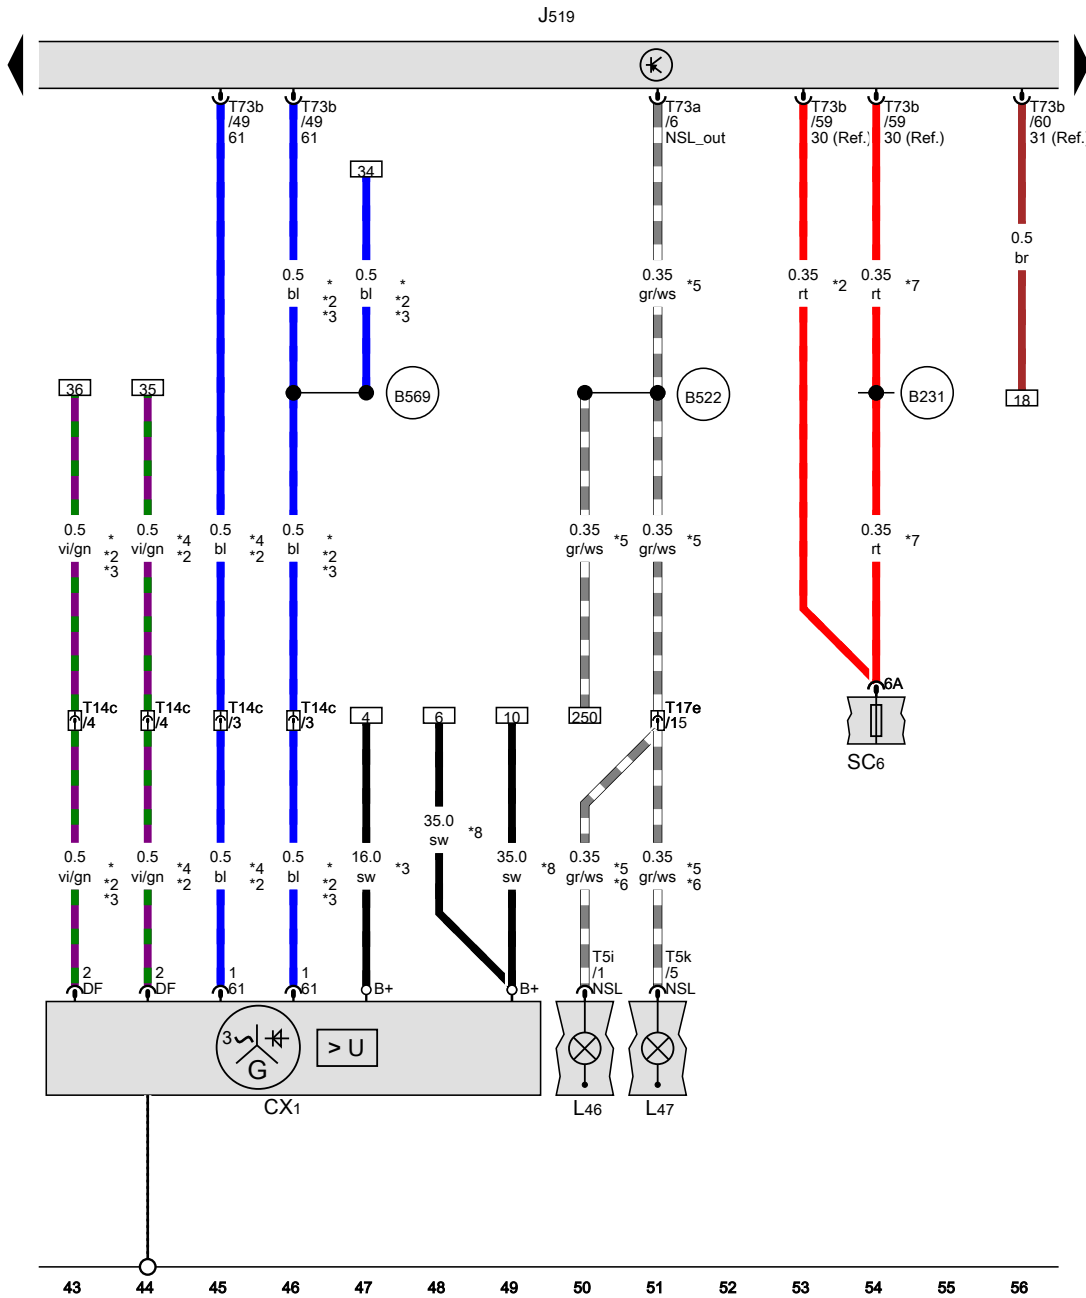 J519
T73b
/49
61
T73b
/49
61
T73a
/6
NSL_out
T73b
/59
30 (Ref.)
T73b
/59
30 (Ref.)
T73b
/60
31 (Ref.
34
0.5
bl
*
*2
*3
0.5
bl
*
*2
*3
0.35
gr/ws
*5
0.35
rt
*2
0.35
rt
*7
0.5
br
36
35
B569
B522
B231
18
0.5
vi/gn
*
*2
*3
0.5
vi/gn
*4
*2
0.5
bl
*4
*2
0.5
bl
*
*2
*3
0.35
gr/ws
*5
0.35
gr/ws
*5
0.35
rt
*7
6A
SC6
T14c
/4
T14c
/4
T14c
/3
T14c
/3
4
6
10
250
T17e
/15
0.5
vi/gn
*
*2
*3
0.5
vi/gn
*4
*2
0.5
bl
*4
*2
0.5
bl
*
*2
*3
16.0
sw
*3
35.0
sw
*8
35.0
sw
*8
0.35
gr/ws
*5
*6
0.35
gr/ws
*5
*6
2
DF
2
DF
1
61
1
61
B+
B+
T5i
/1
NSL
T5k
/5
NSL
3
G
> U
CX1
L46
L47
43 44 45 46 47 48 49 50 51 52 53 54 55 56